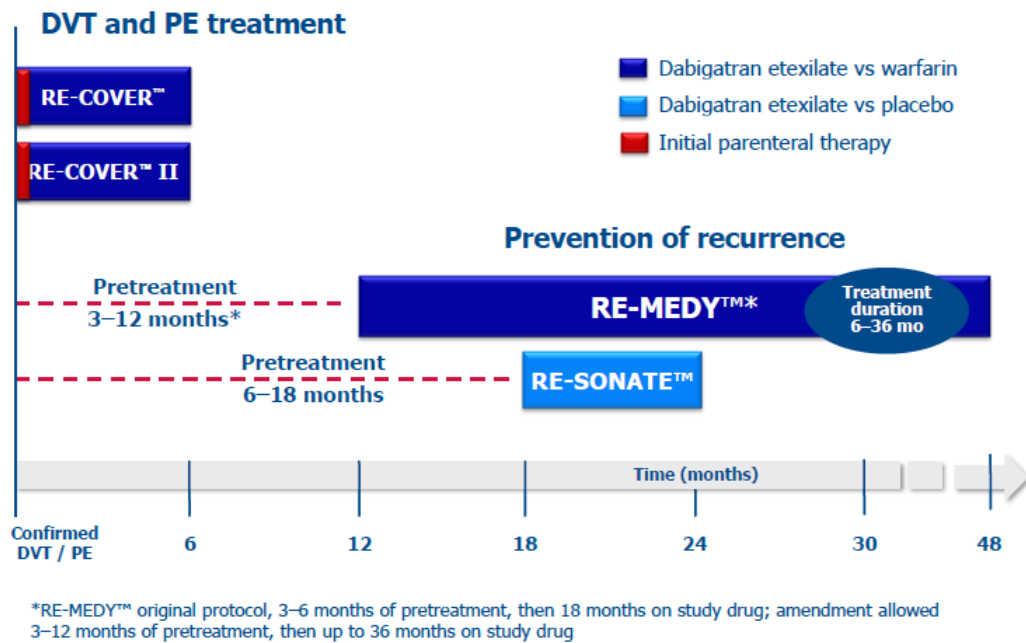 DVT and PE treatment
RE-COVER™
RE-COVER™ II
Dabigatran etexilate vs warfarin
Dabigatran etexilate vs placebo
Initial parenteral therapy
Prevention of recurrence
Pretreatment
3–12 months*
RE-MEDY™*
Treatment
duration
6–36 mo
Pretreatment
6–18 months
RE-SONATE™
Time (months)
Confirmed
DVT / PE
6
12
18
24
30
48
*RE-MEDY™ original protocol, 3–6 months of pretreatment, then 18 months on study drug; amendment allowed
3–12 months of pretreatment, then up to 36 months on study drug